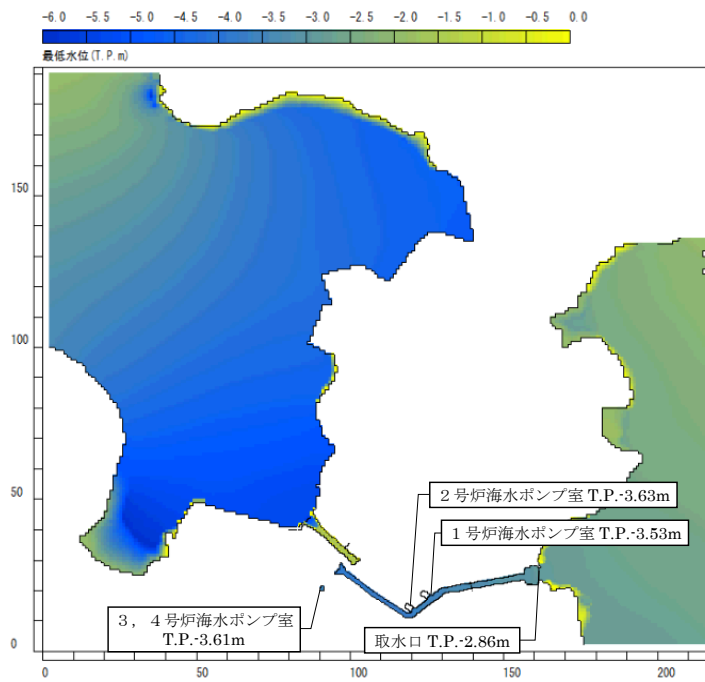 -6.0 -5.5 -5.0 -4.5 -4.0 -3.5 -3.0 -2.5 -2.0 -1.5 -1.0 -0.5 0.0
最低水位(T.P.m)
150
100
50
0
２号炉海水ポンプ室 T.P.-3.63m
１号炉海水ポンプ室 T.P.-3.53m
３，４号炉海水ポンプ室
T.P.-3.61m
取水口 T.P.-2.86m
0 50 100 150 200